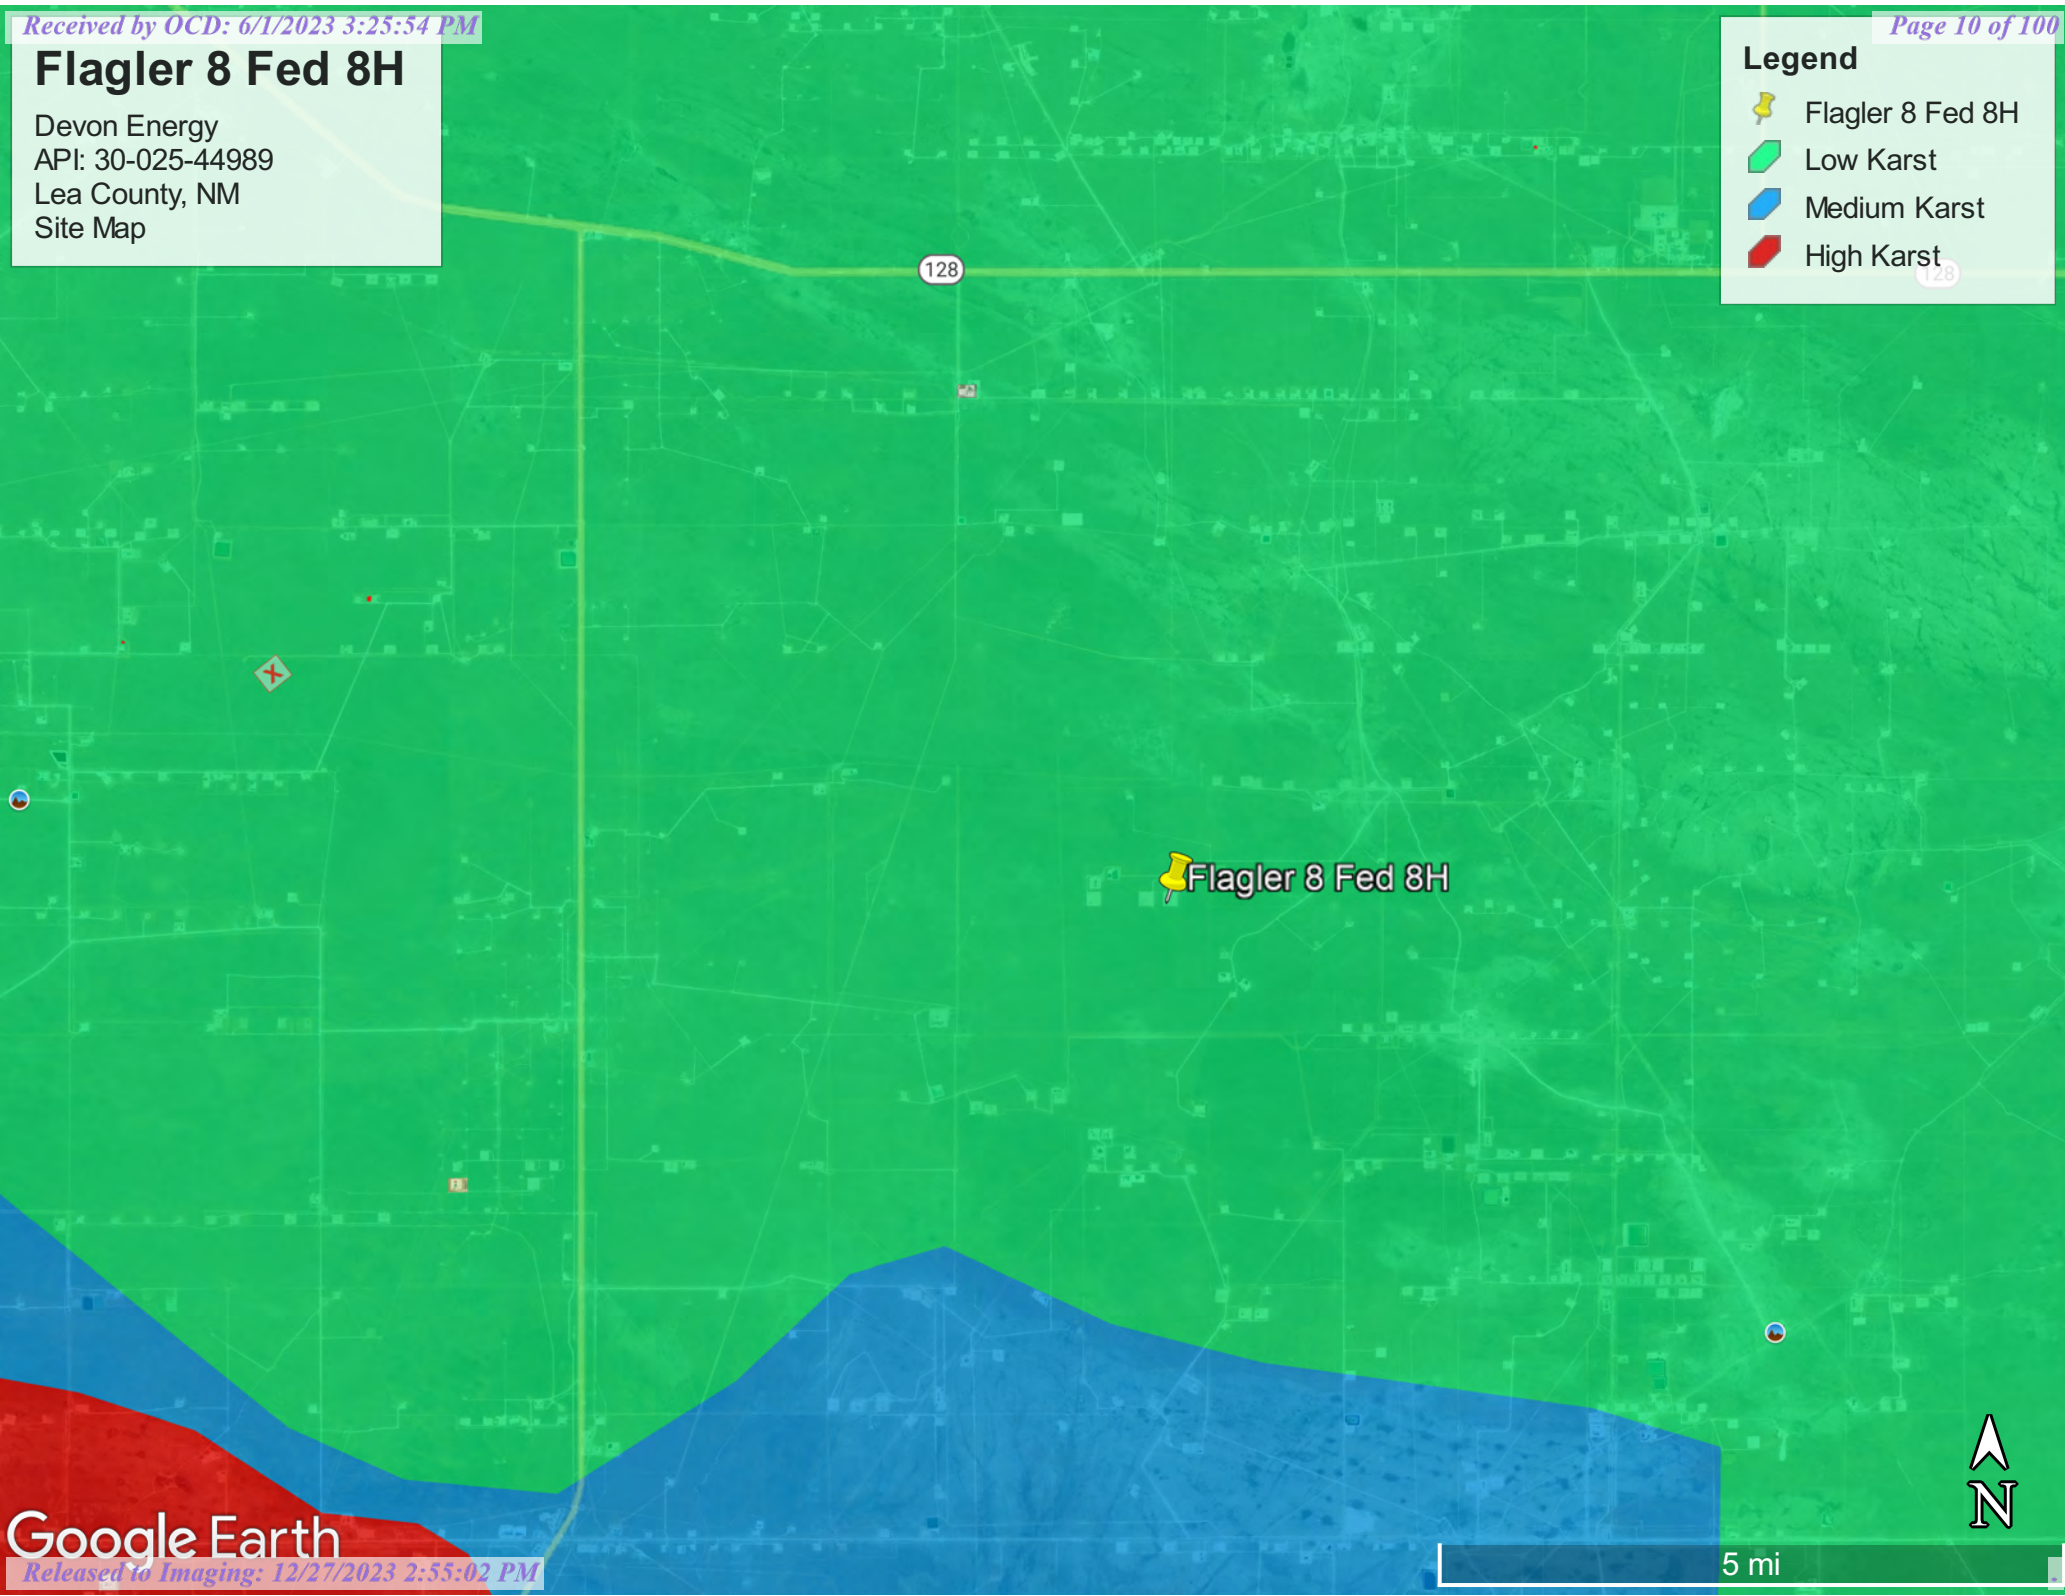 Received by OCD: 6/1/2023 3:25:54 PM
Page 10 of 100
Flagler 8 Fed 8H
Devon Energy
API: 30-025-44989
Lea County, NM
Site Map
Legend
Flagler 8 Fed 8H
Low Karst
Medium Karst
High Karst
128
128
Flagler 8 Fed 8H
N
Google Earth
5 mi
Released to Imaging: 12/27/2023 2:55:02 PM